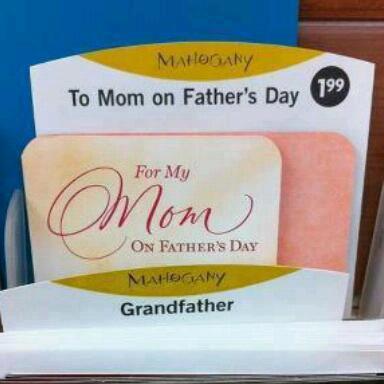 MAHOGANY
To Mom on Father's Day 1.99
For My
Mom
ON FATHER'S DAY
MAHOGANY
Grandfather